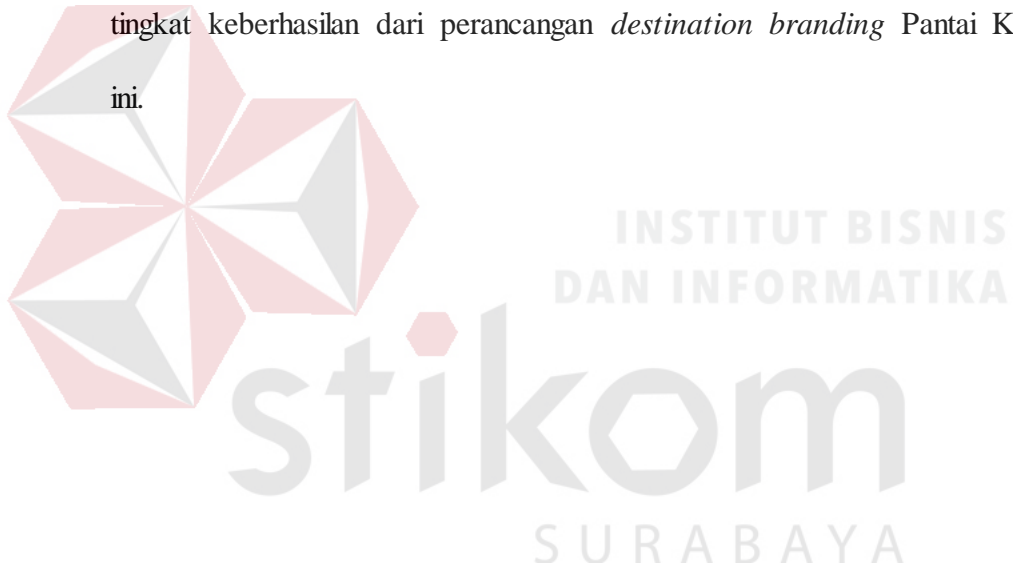 tingkat keberhasilan dari perancangan destination branding Pantai K
ini.
INSTITUT BISNIS
DAN INFORMATIKA
stikom
SURABAYA